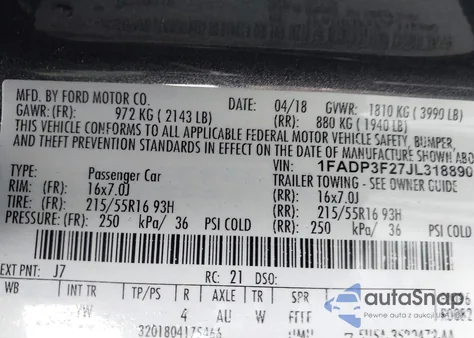 MFD. BY FORD MOTOR CO. DATE: 04/18 GVWR: 1810 KG (3990 LB)
GAWR: (FR): 972 KG (2143 LB) (RR): 880 KG (1940 LB)
THIS VEHICLE CONFORMS TO ALL APPLICABLE FEDERAL MOTOR VEHICLE SAFETY, BUMPER,
AND THEFT PREVENTION STANDARDS IN EFFECT ON THE DATE OF MANUFACTURE SHOWN AB
VIN: 1FADP3F27JL318890
TYPE: Passenger Car TRAILER TOWING - SEE OWNER GUIDE
RIM: (FR): 16x7.0J (RR): 16x7.0J
TIRE: (FR): 215/55R16 93H (RR): 215/55R16 93H
PRESSURE: (FR): 250 kPa/ 36 PSI COLD (RR): 250 kPa/ 36 PSI COLD
EXT PNT: J7 RC: 21 DSO:
WB INT TR TP/PS R AXLE TR SPR
YW 4 AU W FFFF
3201804175466
autoSnap
Pewne auta z aukcji i ubezpieczalni